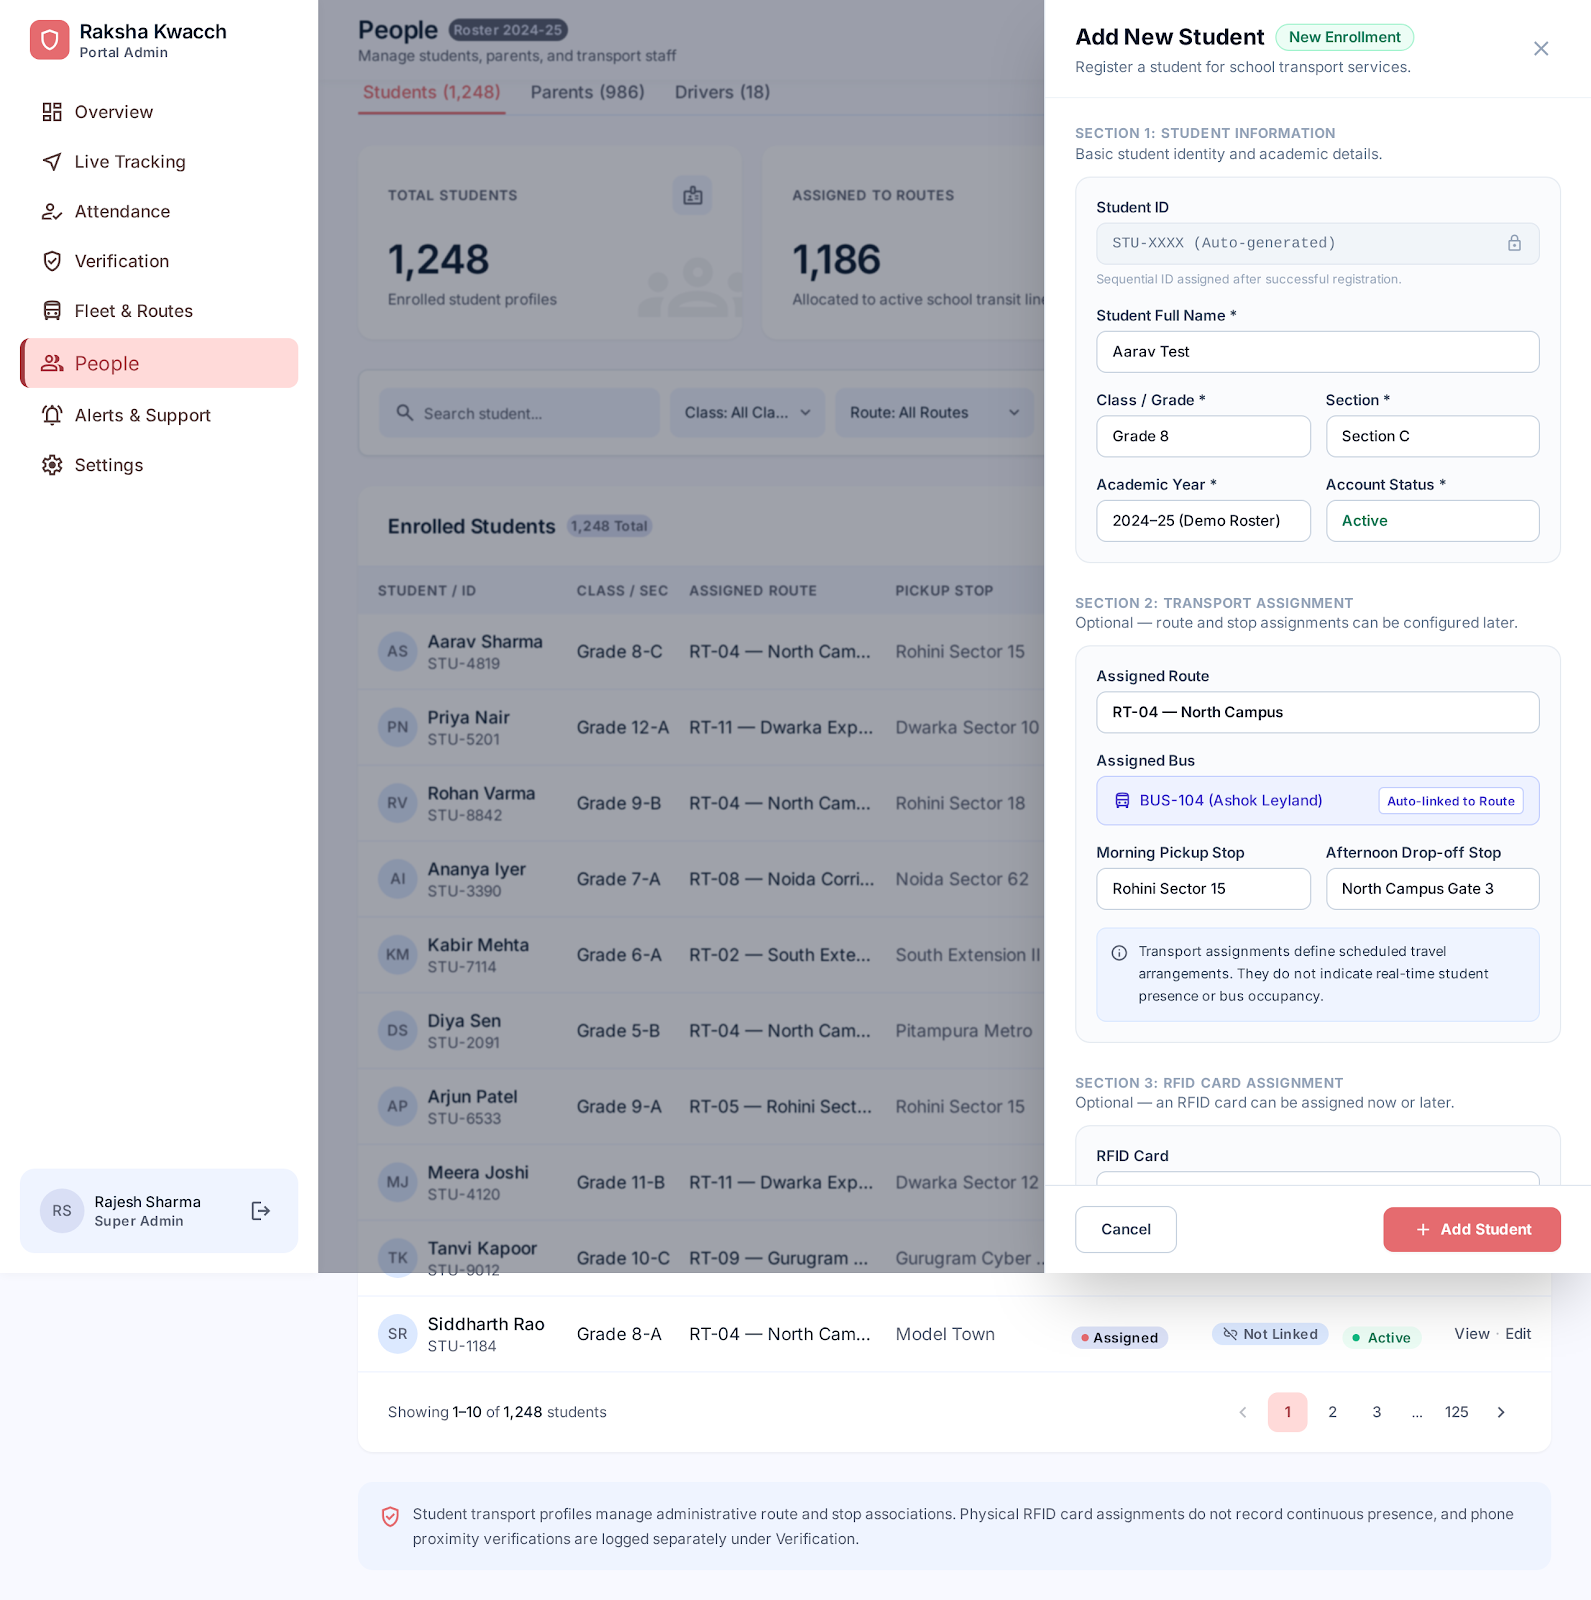 Raksha Kwacch
Portal Admin
Overview
Live Tracking
Attendance
Verification
Fleet & Routes
People
Alerts & Support
Settings
RS
Rajesh Sharma
Super Admin
People
Roster 2024-25
Manage students, parents, and transport staff
Students (1,248)
Parents (986)
Drivers (18)
TOTAL STUDENTS
1,248
Enrolled student profiles
ASSIGNED TO ROUTES
1,186
Allocated to active school transit line
Search student...
Class: All Cla...
Route: All Routes
Enrolled Students
1,248 Total
STUDENT / ID
CLASS / SEC
ASSIGNED ROUTE
PICKUP STOP
AS
Aarav Sharma
STU-4819
Grade 8-C
RT-04 — North Cam...
Rohini Sector 15
PN
Priya Nair
STU-5201
Grade 12-A
RT-11 — Dwarka Exp...
Dwarka Sector 10
RV
Rohan Varma
STU-8842
Grade 9-B
RT-04 — North Cam...
Rohini Sector 18
AI
Ananya Iyer
STU-3390
Grade 7-A
RT-08 — Noida Corri...
Noida Sector 62
KM
Kabir Mehta
STU-7114
Grade 6-A
RT-02 — South Exte...
South Extension II
DS
Diya Sen
STU-2091
Grade 5-B
RT-04 — North Cam...
Pitampura Metro
AP
Arjun Patel
STU-6533
Grade 9-A
RT-05 — Rohini Sect...
Rohini Sector 15
MJ
Meera Joshi
STU-4120
Grade 11-B
RT-11 — Dwarka Exp...
Dwarka Sector 12
TK
Tanvi Kapoor
STU-9012
Grade 10-C
RT-09 — Gurugram ...
Gurugram Cyber ..
SR
Siddharth Rao
STU-1184
Grade 8-A
RT-04 — North Cam...
Model Town
Assigned
Not Linked
Active
View · Edit
Showing 1–10 of 1,248 students
1
2
3
...
125
Student transport profiles manage administrative route and stop associations. Physical RFID card assignments do not record continuous presence, and phone
proximity verifications are logged separately under Verification.
Add New Student
New Enrollment
Register a student for school transport services.
SECTION 1: STUDENT INFORMATION
Basic student identity and academic details.
Student ID
STU-XXXX (Auto-generated)
Sequential ID assigned after successful registration.
Student Full Name *
Aarav Test
Class / Grade *
Section *
Grade 8
Section C
Academic Year *
Account Status *
2024–25 (Demo Roster)
Active
SECTION 2: TRANSPORT ASSIGNMENT
Optional — route and stop assignments can be configured later.
Assigned Route
RT-04 — North Campus
Assigned Bus
BUS-104 (Ashok Leyland)
Auto-linked to Route
Morning Pickup Stop
Afternoon Drop-off Stop
Rohini Sector 15
North Campus Gate 3
Transport assignments define scheduled travel
arrangements. They do not indicate real-time student
presence or bus occupancy.
SECTION 3: RFID CARD ASSIGNMENT
Optional — an RFID card can be assigned now or later.
RFID Card
Cancel
+ Add Student